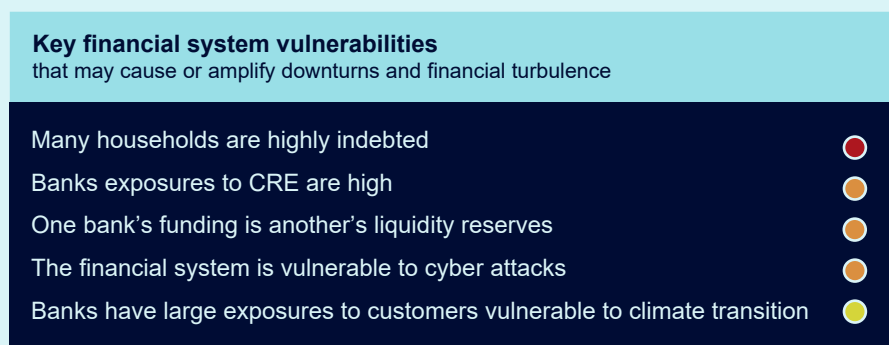 Key financial system vulnerabilities
that may cause or amplify downturns and financial turbulence
Many households are highly indebted
Banks exposures to CRE are high
One bank’s funding is another’s liquidity reserves
The financial system is vulnerable to cyber attacks
Banks have large exposures to customers vulnerable to climate transition